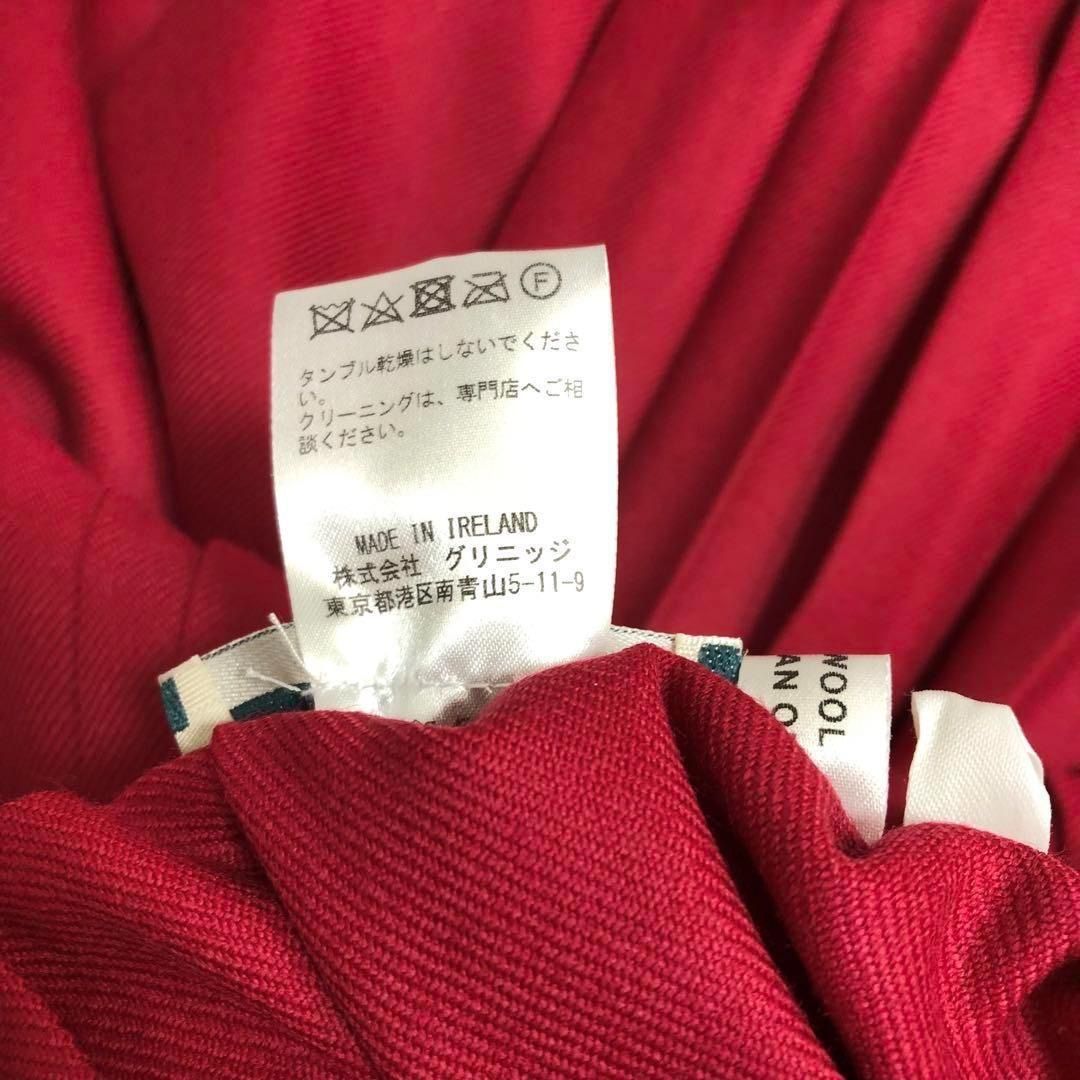 F
タンブル乾燥はしないでくださ
い。
クリーニングは、専門店へご相
談ください。
MADE IN IRELAND
株式会社 グリニッジ
東京都港区南青山5-11-9
WOOL